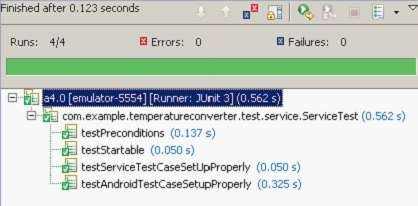 Finished after 0.123 seconds
Runs: 4/4 Errors: 0 Failures: 0
a4.0 [emulator-5554] [Runner: JUnit 3] (0.562 s)
com.example.temperatureconverter.test.service.ServiceTest (0.562 s)
testPreconditions (0.137 s)
testStartable (0.050 s)
testServiceTestCaseSetUpProperly (0.050 s)
testAndroidTestCaseSetupProperly (0.325 s)